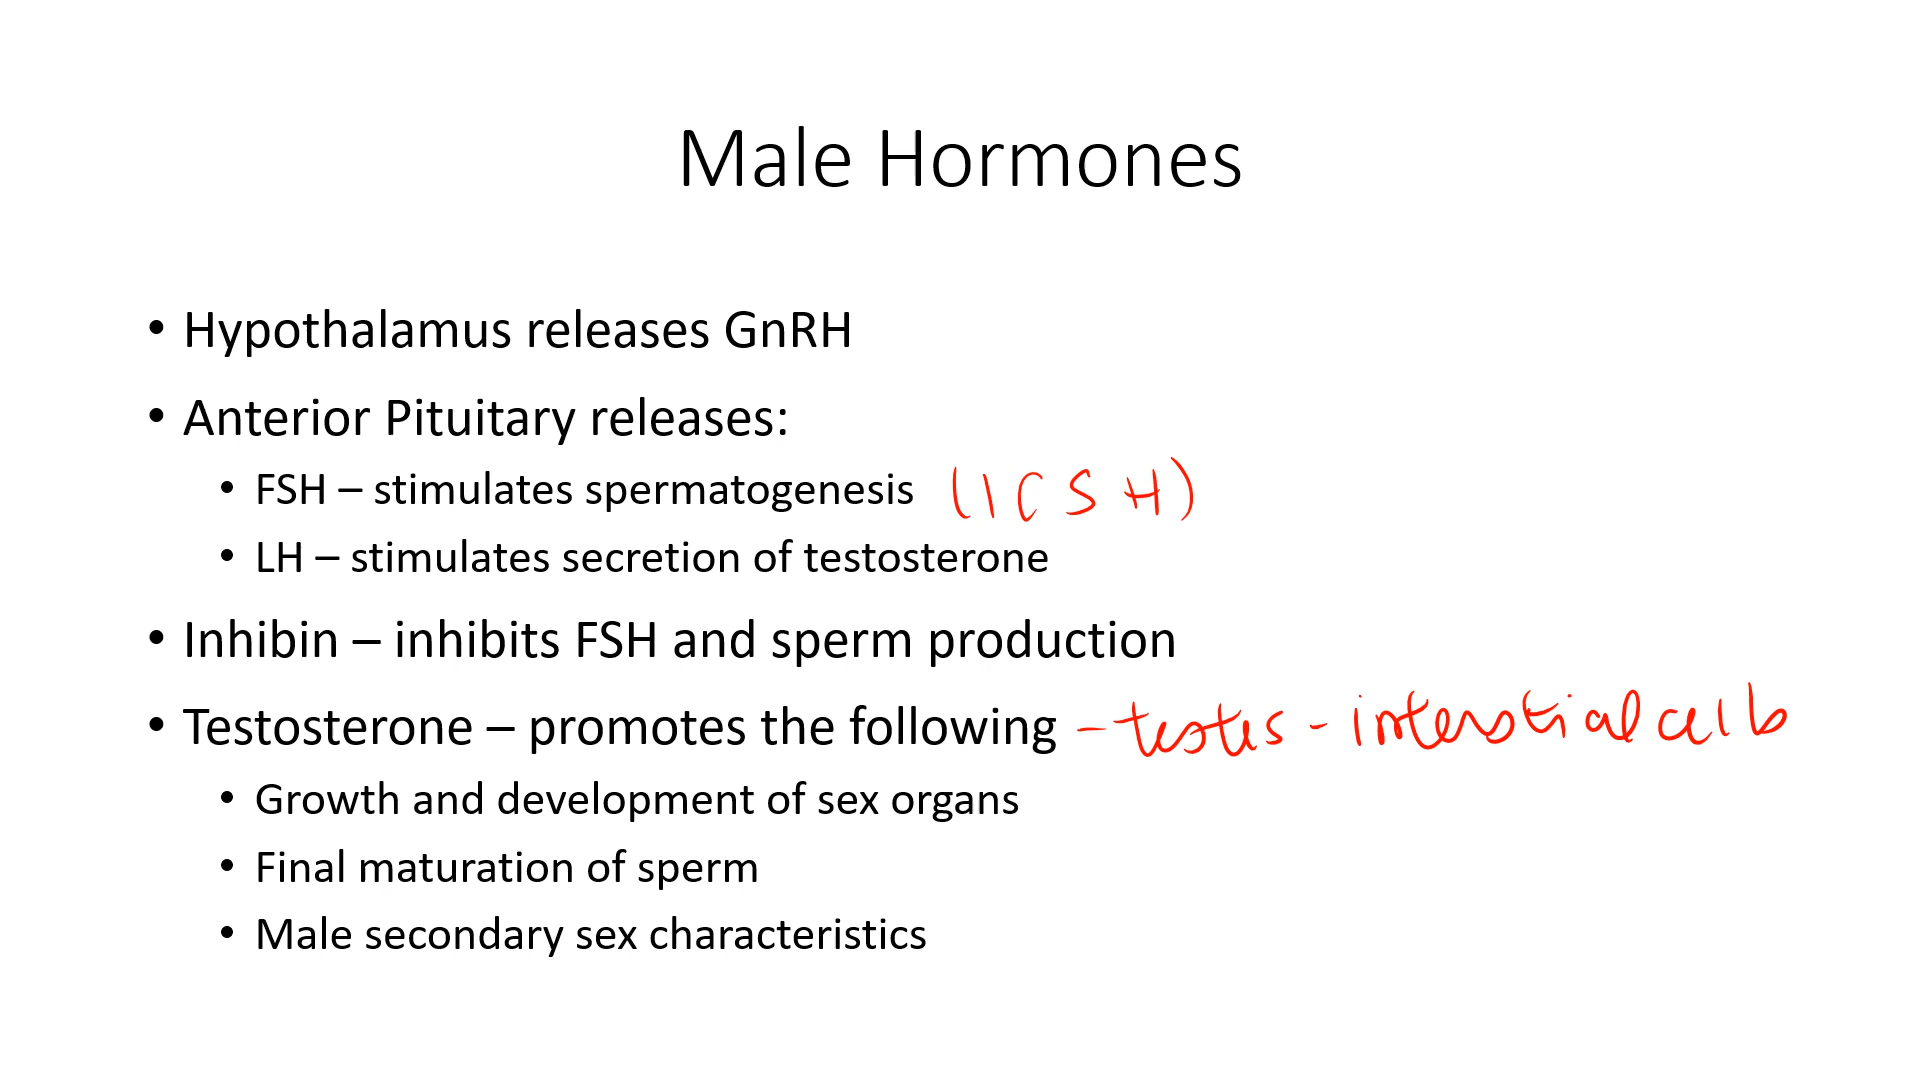 Male Hormones
• Hypothalamus releases GnRH
• Anterior Pituitary releases:
• FSH – stimulates spermatogenesis (ICSH)
• LH – stimulates secretion of testosterone
• Inhibin – inhibits FSH and sperm production
• Testosterone – promotes the following - testes - interstial cells
• Growth and development of sex organs
• Final maturation of sperm
• Male secondary sex characteristics